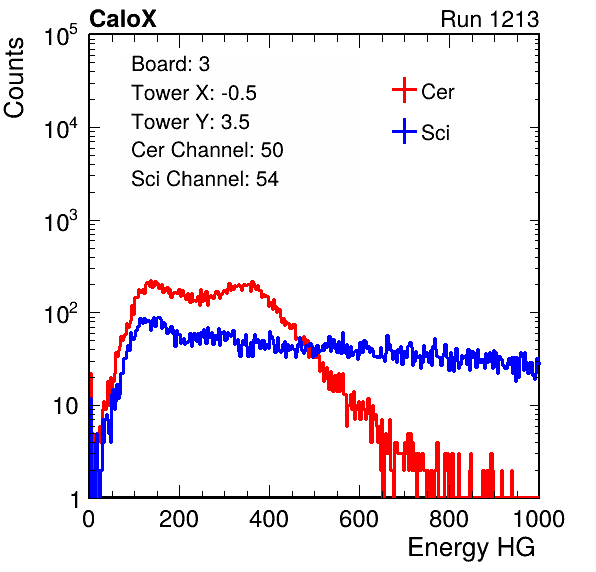 CaloX Run 1213
Counts
10^5
10^4
10^3
10^2
10
1
Board: 3
Tower X: -0.5
Tower Y: 3.5
Cer Channel: 50
Sci Channel: 54
Cer
Sci
0 200 400 600 800 1000
Energy HG